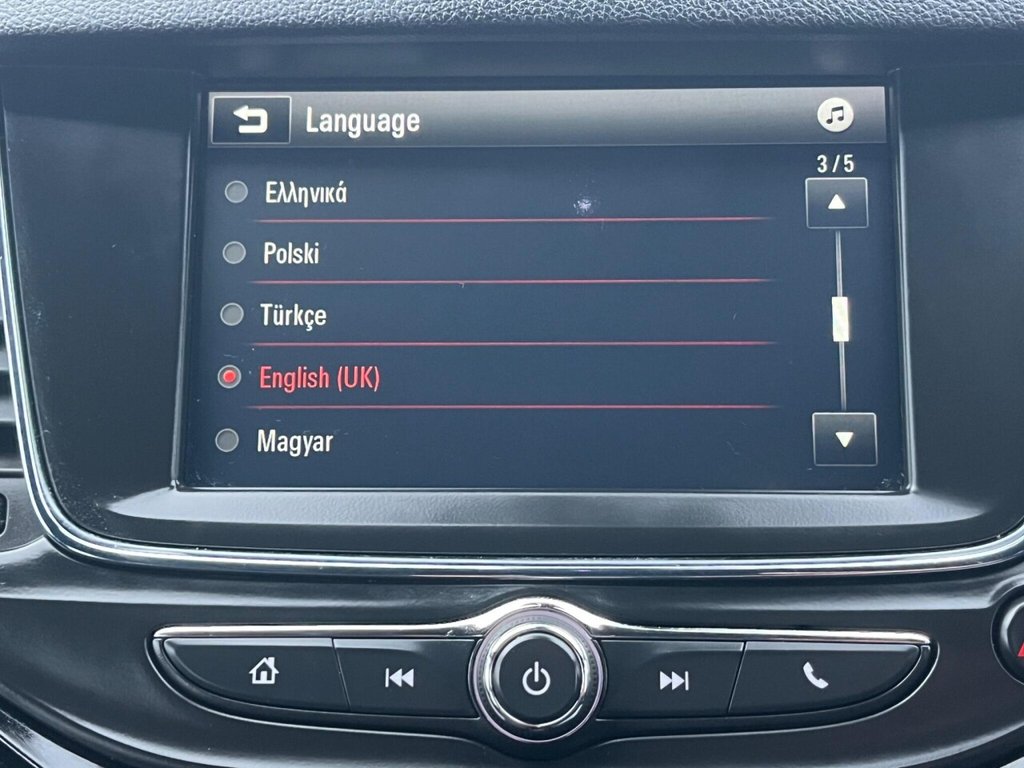 Language
3/5
Ελληνικά
Polski
Türkçe
English (UK)
Magyar